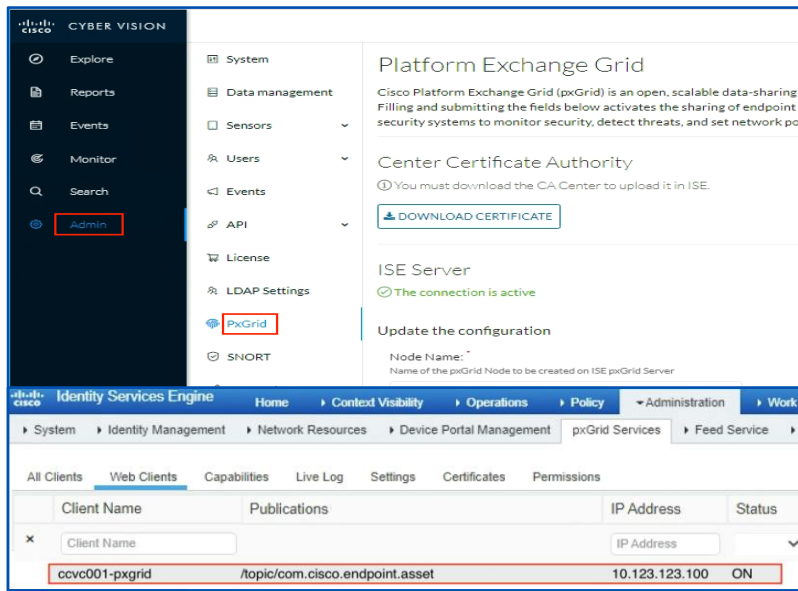 CISCO CYBER VISION
Explore
Reports
Events
Monitor
Search
Admin
System
Data management
Sensors
Users
Events
API
License
LDAP Settings
PxGrid
SNORT
Platform Exchange Grid
Cisco Platform Exchange Grid (pxGrid) is an open, scalable data-sharing
Filling and submitting the fields below activates the sharing of endpoint
security systems to monitor security, detect threats, and set network po
Center Certificate Authority
You must download the CA Center to upload it in ISE.
DOWNLOAD CERTIFICATE
ISE Server
The connection is active
Update the configuration
Node Name: *
Name of the pxGrid Node to be created on ISE pxGrid Server
CISCO Identity Services Engine Home Context Visibility Operations Policy Administration Work
System Identity Management Network Resources Device Portal Management pxGrid Services Feed Service
All Clients Web Clients Capabilities Live Log Settings Certificates Permissions
Client Name Publications IP Address Status
x Client Name IP Address
ccvc001-pxgrid /topic/com.cisco.endpoint.asset 10.123.123.100 ON